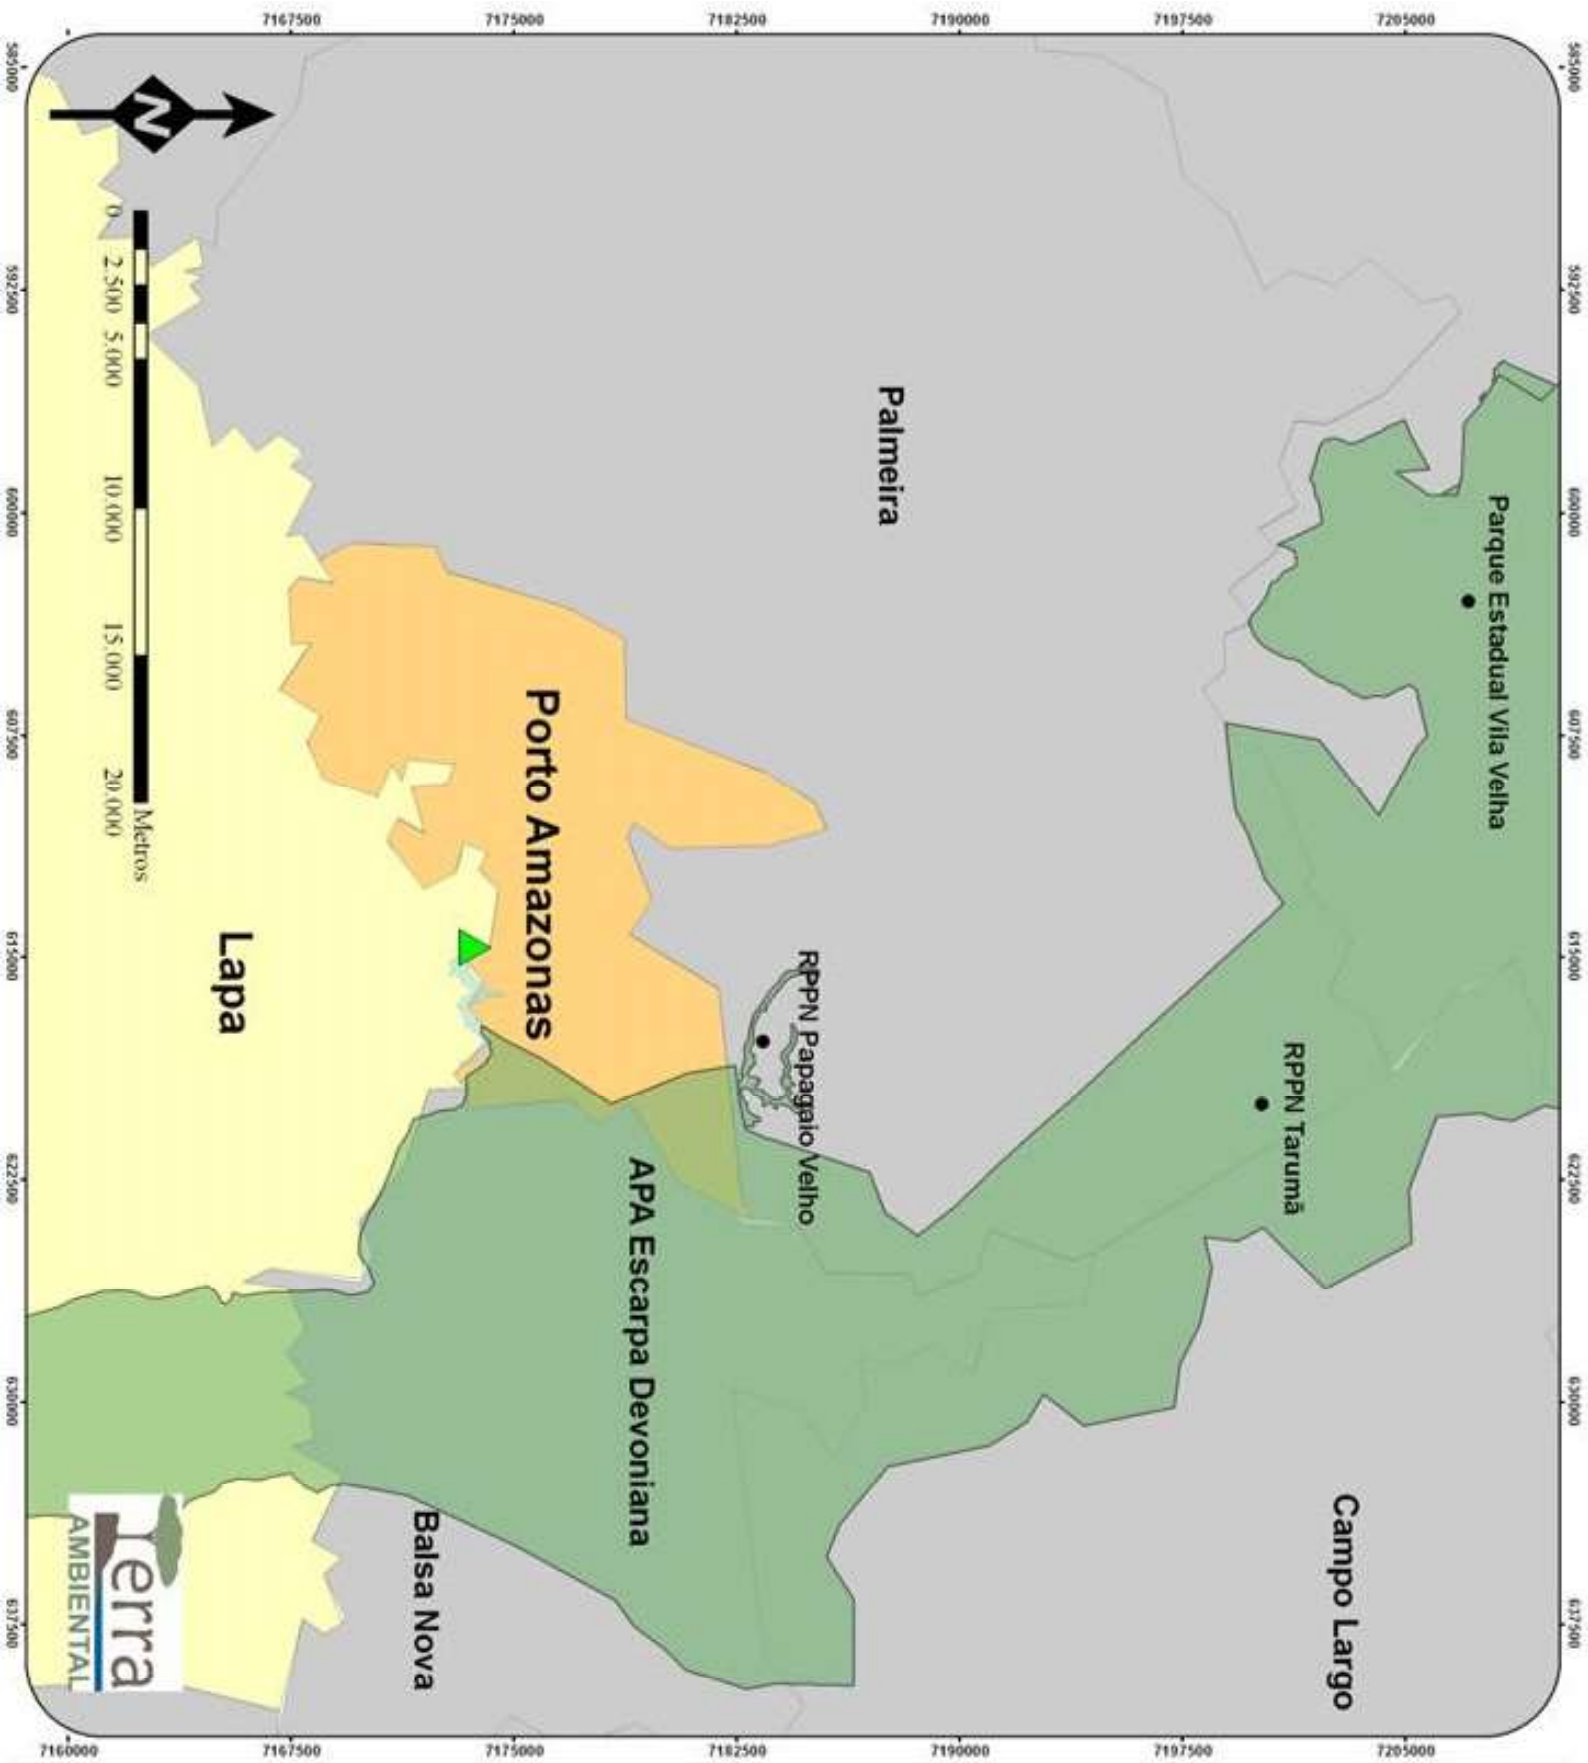 585000 592500 600000 607500 615000 622500 630000 637500
Parque Estadual Vila Velha
7205000 7205000
Campo Largo
RPPN Tarumã
7197500 7197500
7190000 7190000
Palmeira
RPPN Papagaio Velho
7182500 7182500
APA Escarpa Devoniana
Porto Amazonas
7175000 7175000
Balsa Nova
7167500 7167500
Lapa
N
Metros
0 2.500 5.000 10.000 15.000 20.000
Terra
AMBIENTAL
7160000
585000 592500 600000 607500 615000 622500 630000 637500